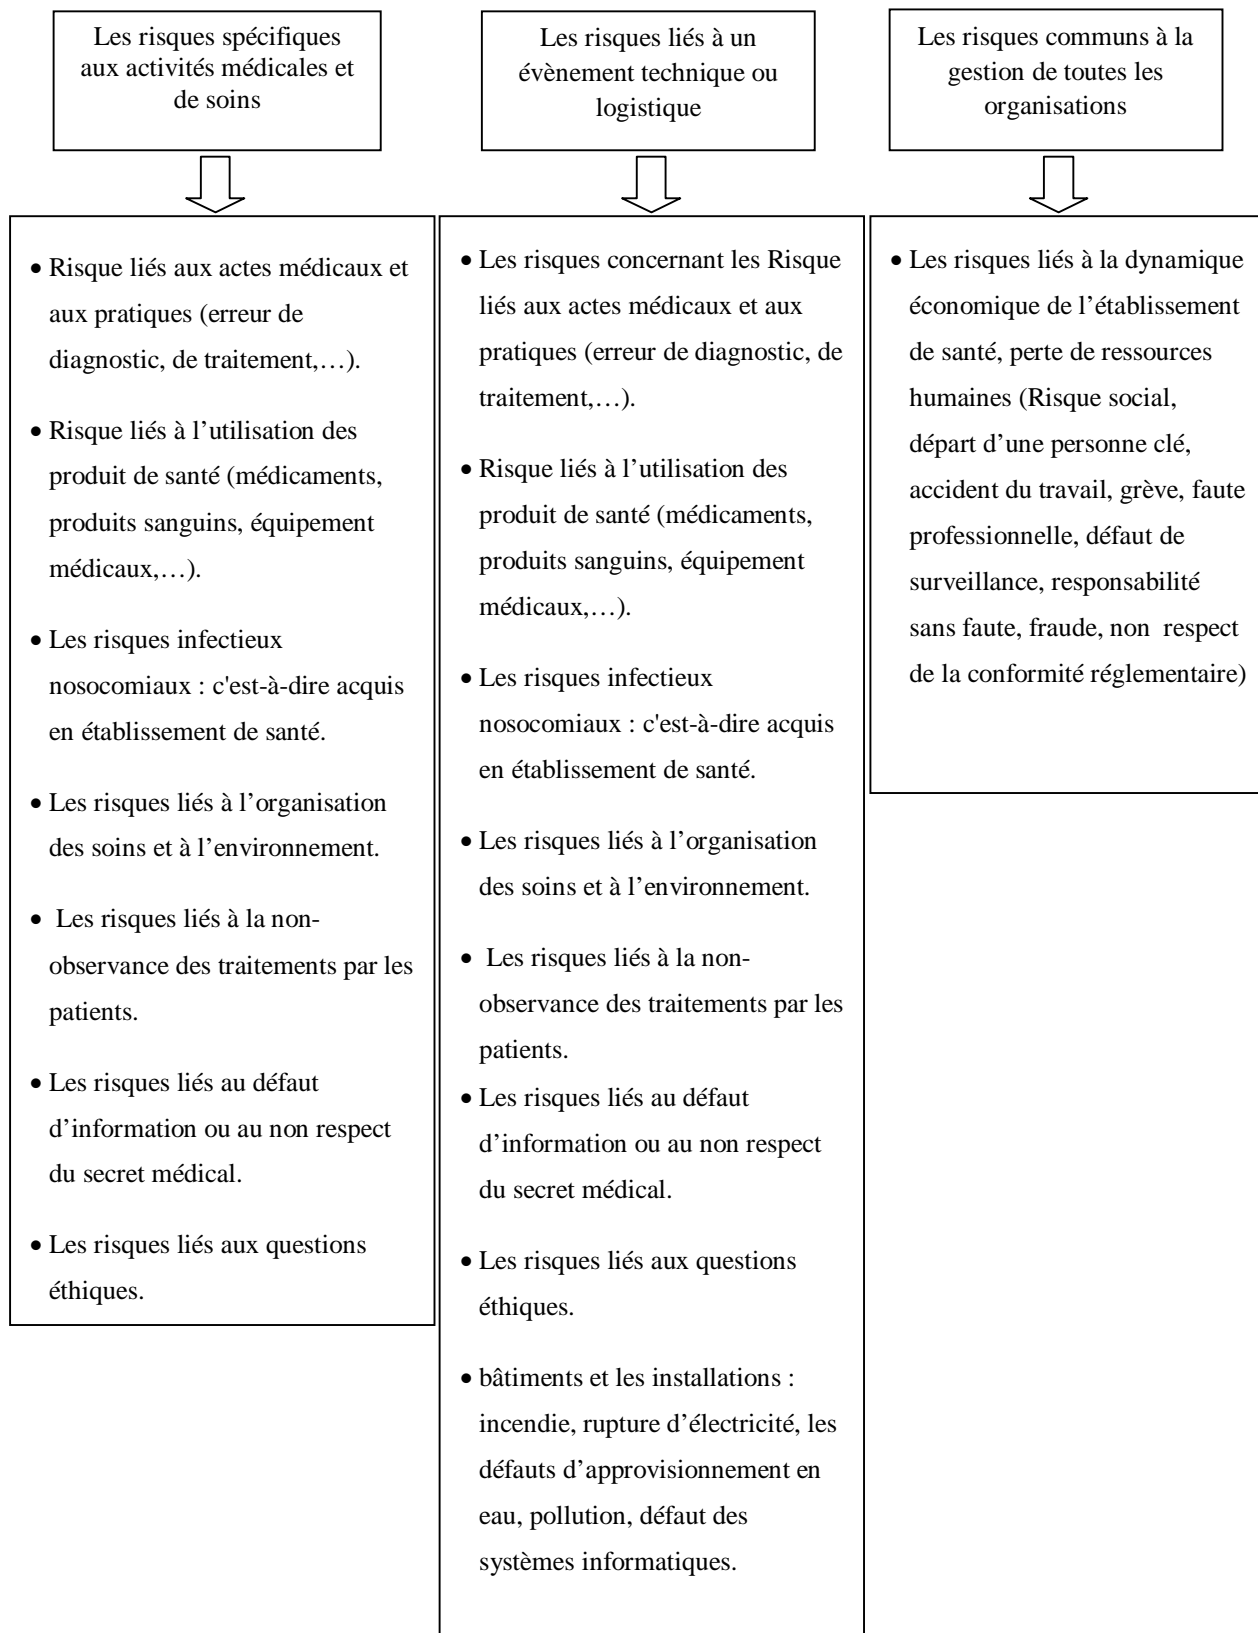 Les risques spécifiques
aux activités médicales et
de soins
Les risques liés à un
évènement technique ou
logistique
Les risques communs à la
gestion de toutes les
organisations
• Risque liés aux actes médicaux et
aux pratiques (erreur de
diagnostic, de traitement,…).
• Risque liés à l’utilisation des
produit de santé (médicaments,
produits sanguins, équipement
médicaux,…).
• Les risques infectieux
nosocomiaux : c'est-à-dire acquis
en établissement de santé.
• Les risques liés à l’organisation
des soins et à l’environnement.
• Les risques liés à la non-
observance des traitements par les
patients.
• Les risques liés au défaut
d’information ou au non respect
du secret médical.
• Les risques liés aux questions
éthiques.
• Les risques concernant les Risque
liés aux actes médicaux et aux
pratiques (erreur de diagnostic, de
traitement,…).
• Risque liés à l’utilisation des
produit de santé (médicaments,
produits sanguins, équipement
médicaux,…).
• Les risques infectieux
nosocomiaux : c'est-à-dire acquis
en établissement de santé.
• Les risques liés à l’organisation
des soins et à l’environnement.
• Les risques liés à la non-
observance des traitements par les
patients.
• Les risques liés au défaut
d’information ou au non respect
du secret médical.
• Les risques liés aux questions
éthiques.
• bâtiments et les installations :
incendie, rupture d’électricité, les
défauts d’approvisionnement en
eau, pollution, défaut des
systèmes informatiques.
• Les risques liés à la dynamique
économique de l’établissement
de santé, perte de ressources
humaines (Risque social,
départ d’une personne clé,
accident du travail, grève, faute
professionnelle, défaut de
surveillance, responsabilité
sans faute, fraude, non respect
de la conformité réglementaire)